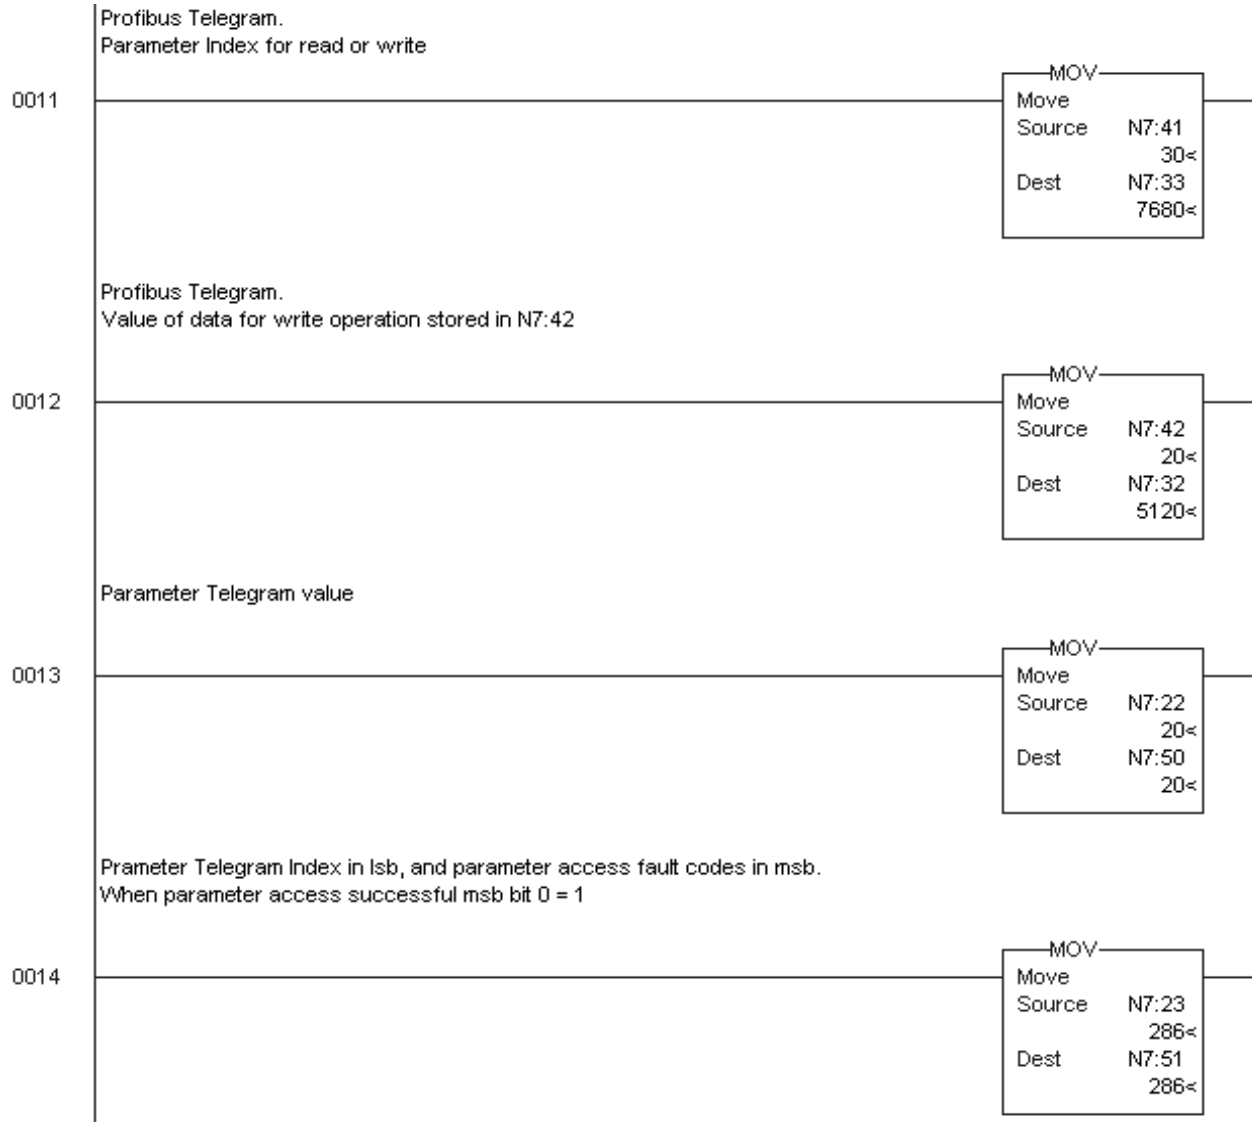 Profibus Telegram.
Parameter Index for read or write
MOV
0011
Move
Source N7:41
30<
Dest N7:33
7680<
Profibus Telegram.
Value of data for write operation stored in N7:42
MOV
0012
Move
Source N7:42
20<
Dest N7:32
5120<
Parameter Telegram value
MOV
0013
Move
Source N7:22
20<
Dest N7:50
20<
Prameter Telegram Index in lsb, and parameter access fault codes in msb.
When parameter access successful msb bit 0 = 1
MOV
0014
Move
Source N7:23
286<
Dest N7:51
286<